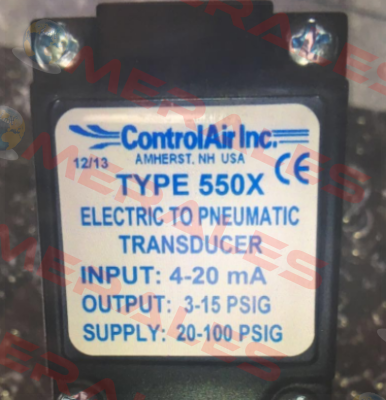 ControlAir Inc.
12/13 AMHERST, NH USA CE
TYPE 550X
ELECTRIC TO PNEUMATIC
TRANSDUCER
INPUT: 4-20 mA
OUTPUT: 3-15 PSIG
SUPPLY: 20-100 PSIG
MERALES